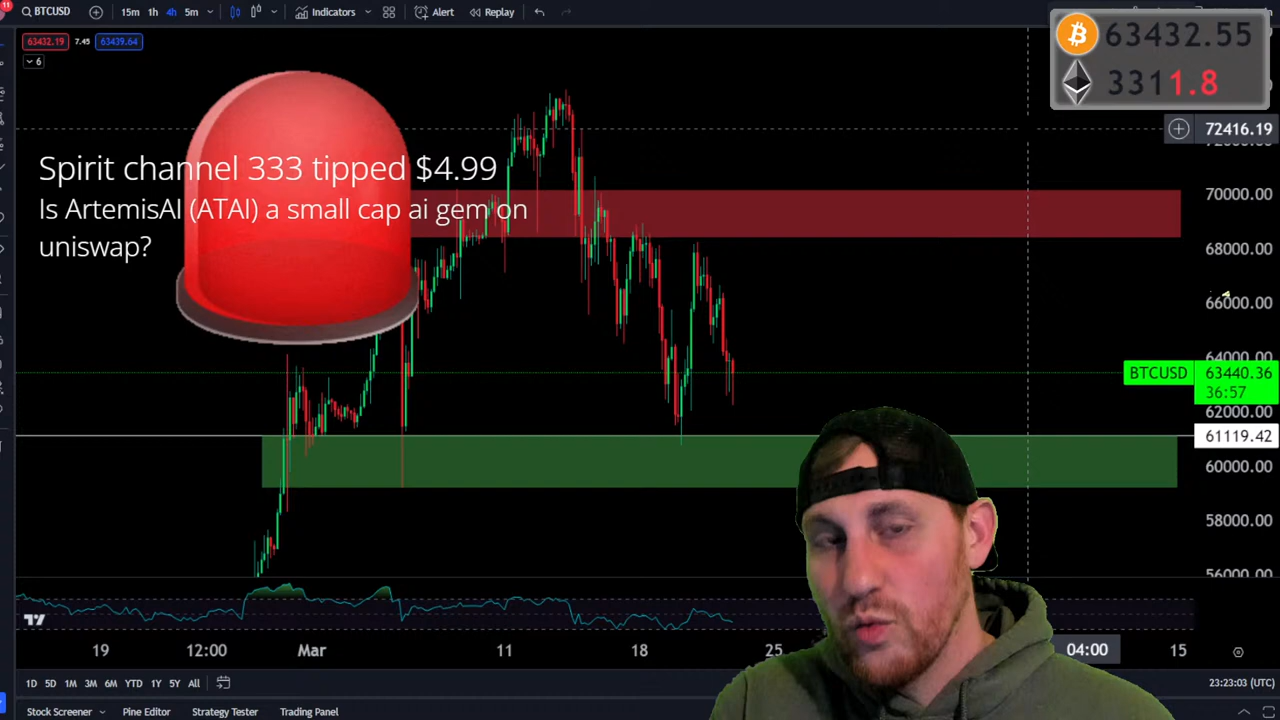 11
BTCUSD
15m 1h 4h 5m
Indicators
Alert
Replay
63432.19 7.45 63439.64
6
63432.55
3311.8
Spirit channel 333 tipped $4.99
Is ArtemisAI (ATAI) a small cap ai gem on
uniswap?
72416.19
70000.00
68000.00
66000.00
64000.00
BTCUSD 63440.36
36:57
62000.00
61119.42
60000.00
58000.00
56000.00
19 12:00 Mar 11 18 25 04:00 15
1D 5D 1M 3M 6M YTD 1Y 5Y All
23:23:03 (UTC)
Stock Screener Pine Editor Strategy Tester Trading Panel